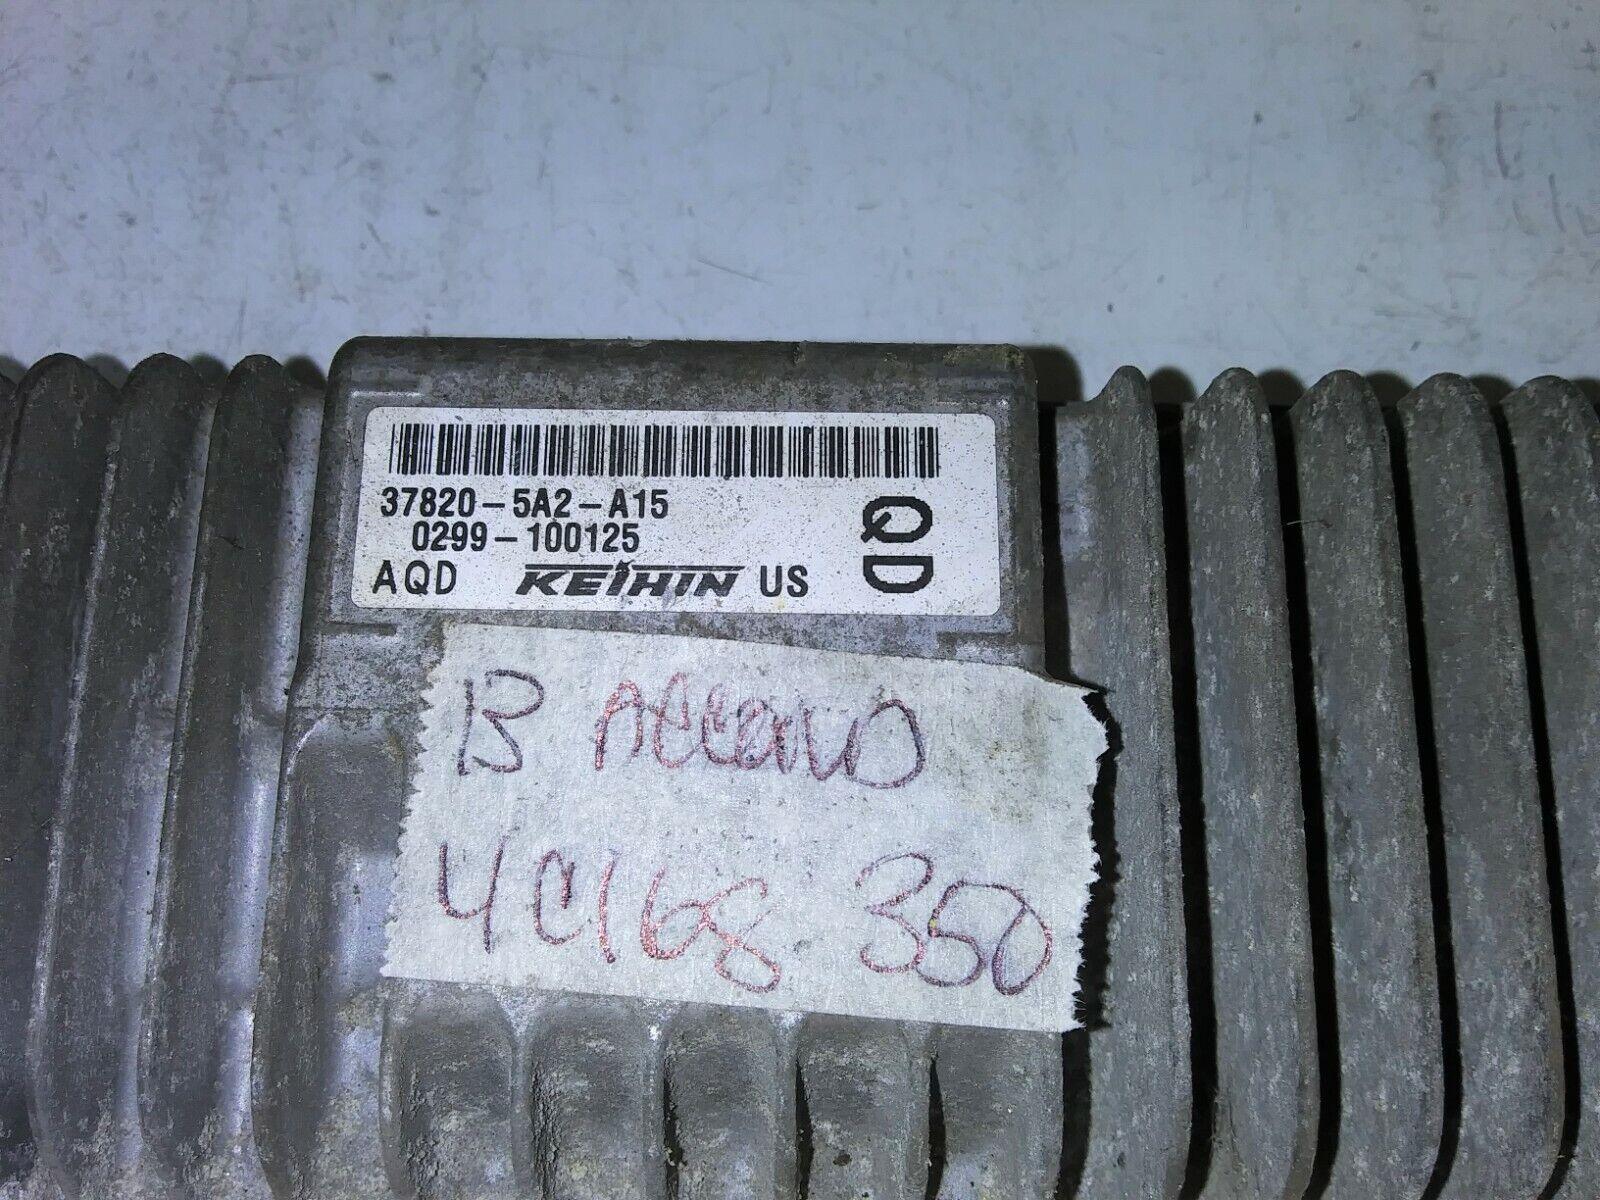 37820-5A2-A15
0299-100125
AQD KEIHIN US
QD
13 ACCORD
4C168 350